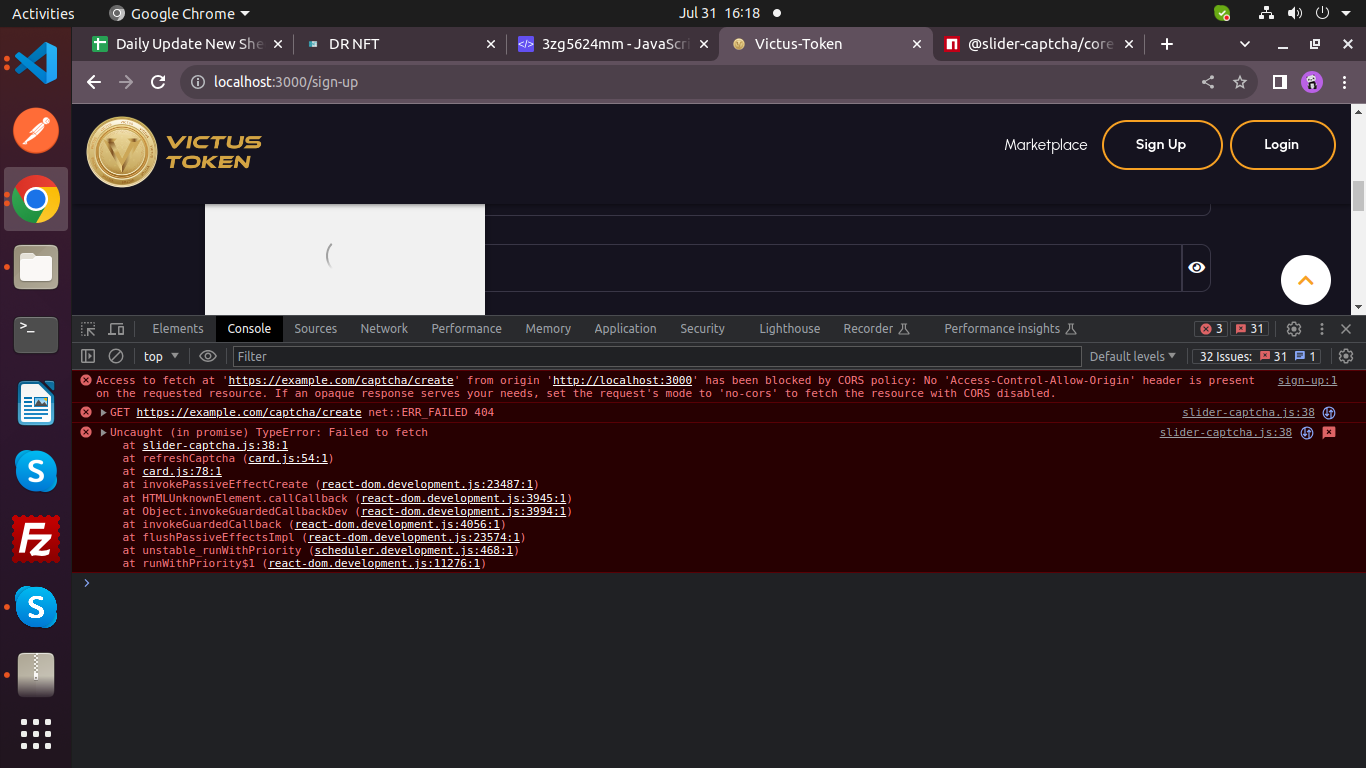 Activities
Google Chrome
Jul 31 16:18
Daily Update New She
DR NFT
3zg5624mm - JavaScri
Victus-Token
@slider-captcha/core
localhost:3000/sign-up
VICTUS
TOKEN
Marketplace
Sign Up
Login
Elements
Console
Sources
Network
Performance
Memory
Application
Security
Lighthouse
Recorder
Performance insights
3
31
top
Filter
Default levels
32 Issues: 31 1
Access to fetch at 'https://example.com/captcha/create' from origin 'http://localhost:3000' has been blocked by CORS policy: No 'Access-Control-Allow-Origin' header is present
sign-up:1
on the requested resource. If an opaque response serves your needs, set the request's mode to 'no-cors' to fetch the resource with CORS disabled.
GET https://example.com/captcha/create net::ERR_FAILED 404
slider-captcha.js:38
Uncaught (in promise) TypeError: Failed to fetch
slider-captcha.js:38
at slider-captcha.js:38:1
at refreshCaptcha (card.js:54:1)
at card.js:78:1
at invokePassiveEffectCreate (react-dom.development.js:23487:1)
at HTMLUnknownElement.callCallback (react-dom.development.js:3945:1)
at Object.invokeGuardedCallbackDev (react-dom.development.js:3994:1)
at invokeGuardedCallback (react-dom.development.js:4056:1)
at flushPassiveEffectsImpl (react-dom.development.js:23574:1)
at unstable_runWithPriority (scheduler.development.js:468:1)
at runWithPriority$1 (react-dom.development.js:11276:1)